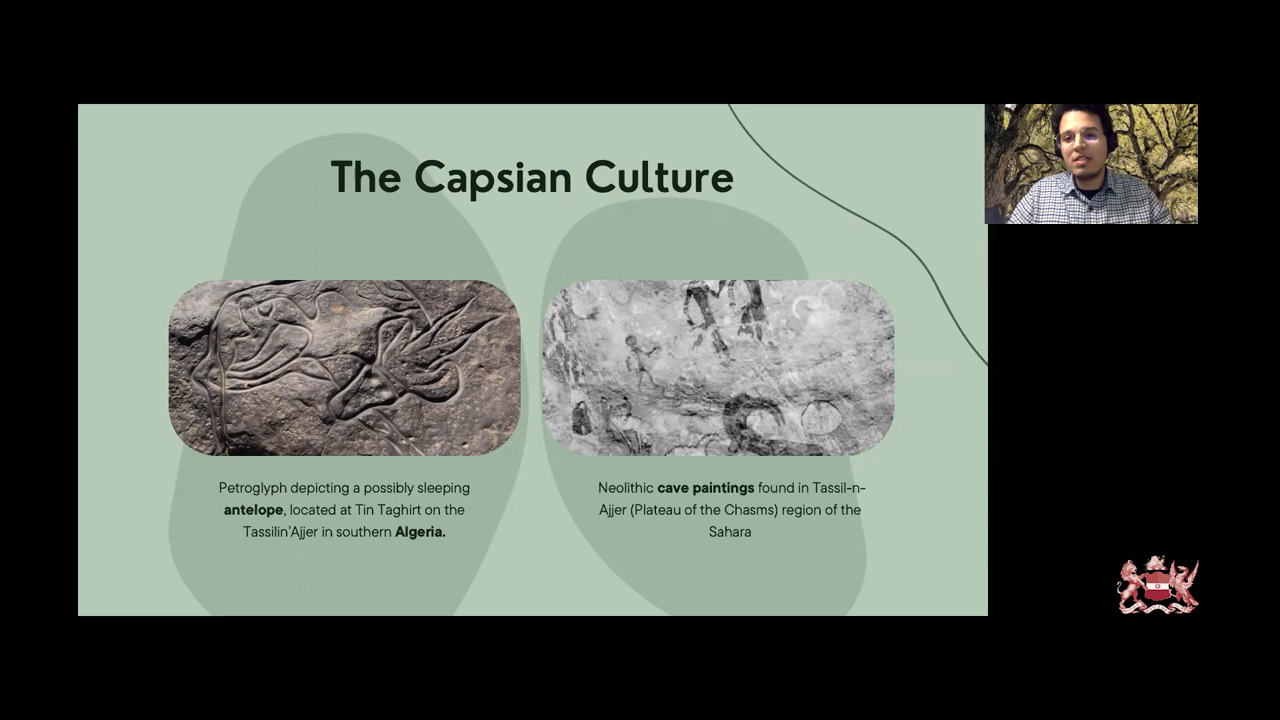 The Capsian Culture
Petroglyph depicting a possibly sleeping
antelope, located at Tin Taghirt on the
Tassilin'Ajjer in southern Algeria.
Neolithic cave paintings found in Tassil-n-
Ajjer (Plateau of the Chasms) region of the
Sahara